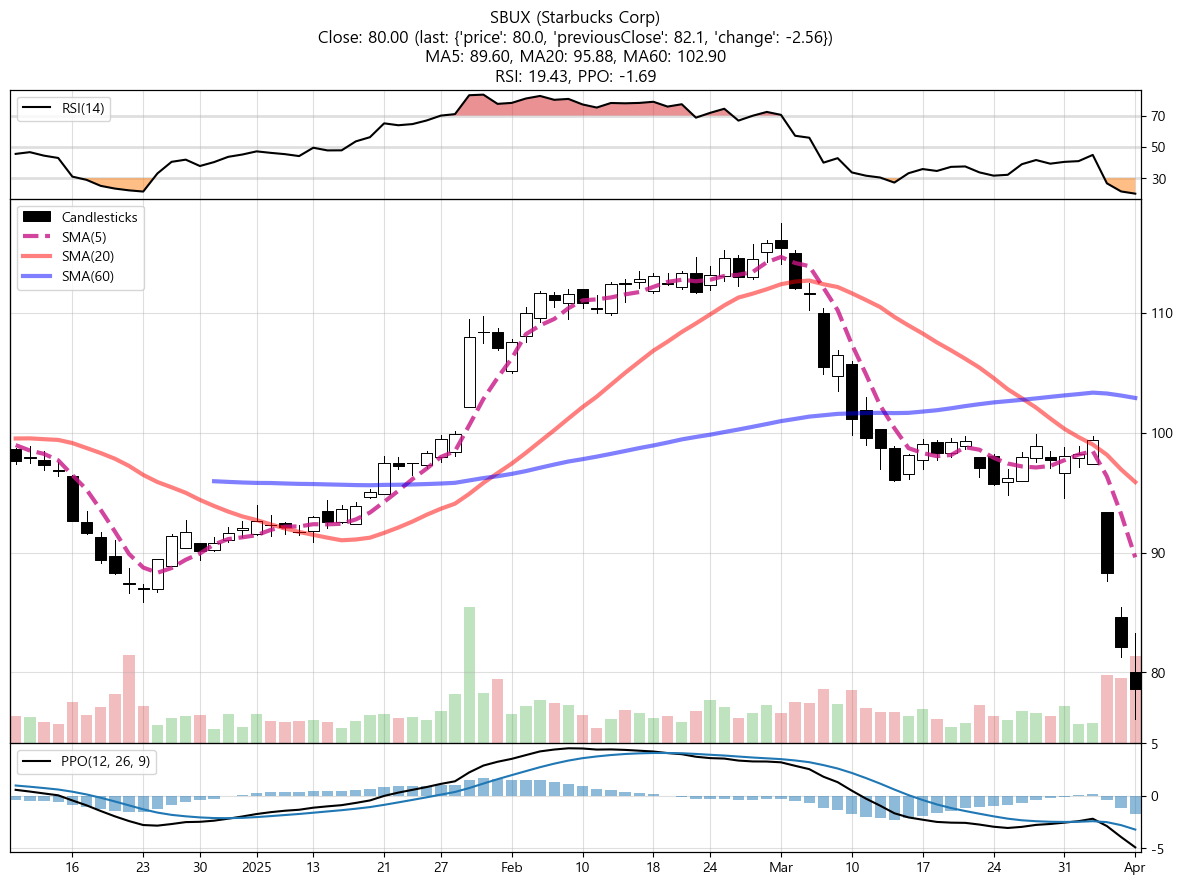 SBUX (Starbucks Corp)
Close: 80.00 (last: {'price': 80.0, 'previousClose': 82.1, 'change': -2.56})
MA5: 89.60, MA20: 95.88, MA60: 102.90
RSI: 19.43, PPO: -1.69
RSI(14)
70
50
30
Candlesticks
SMA(5)
SMA(20)
SMA(60)
110
100
90
80
PPO(12, 26, 9)
5
0
-5
16 23 30 2025 13 21 27 Feb 10 18 24 Mar 10 17 24 31 Apr